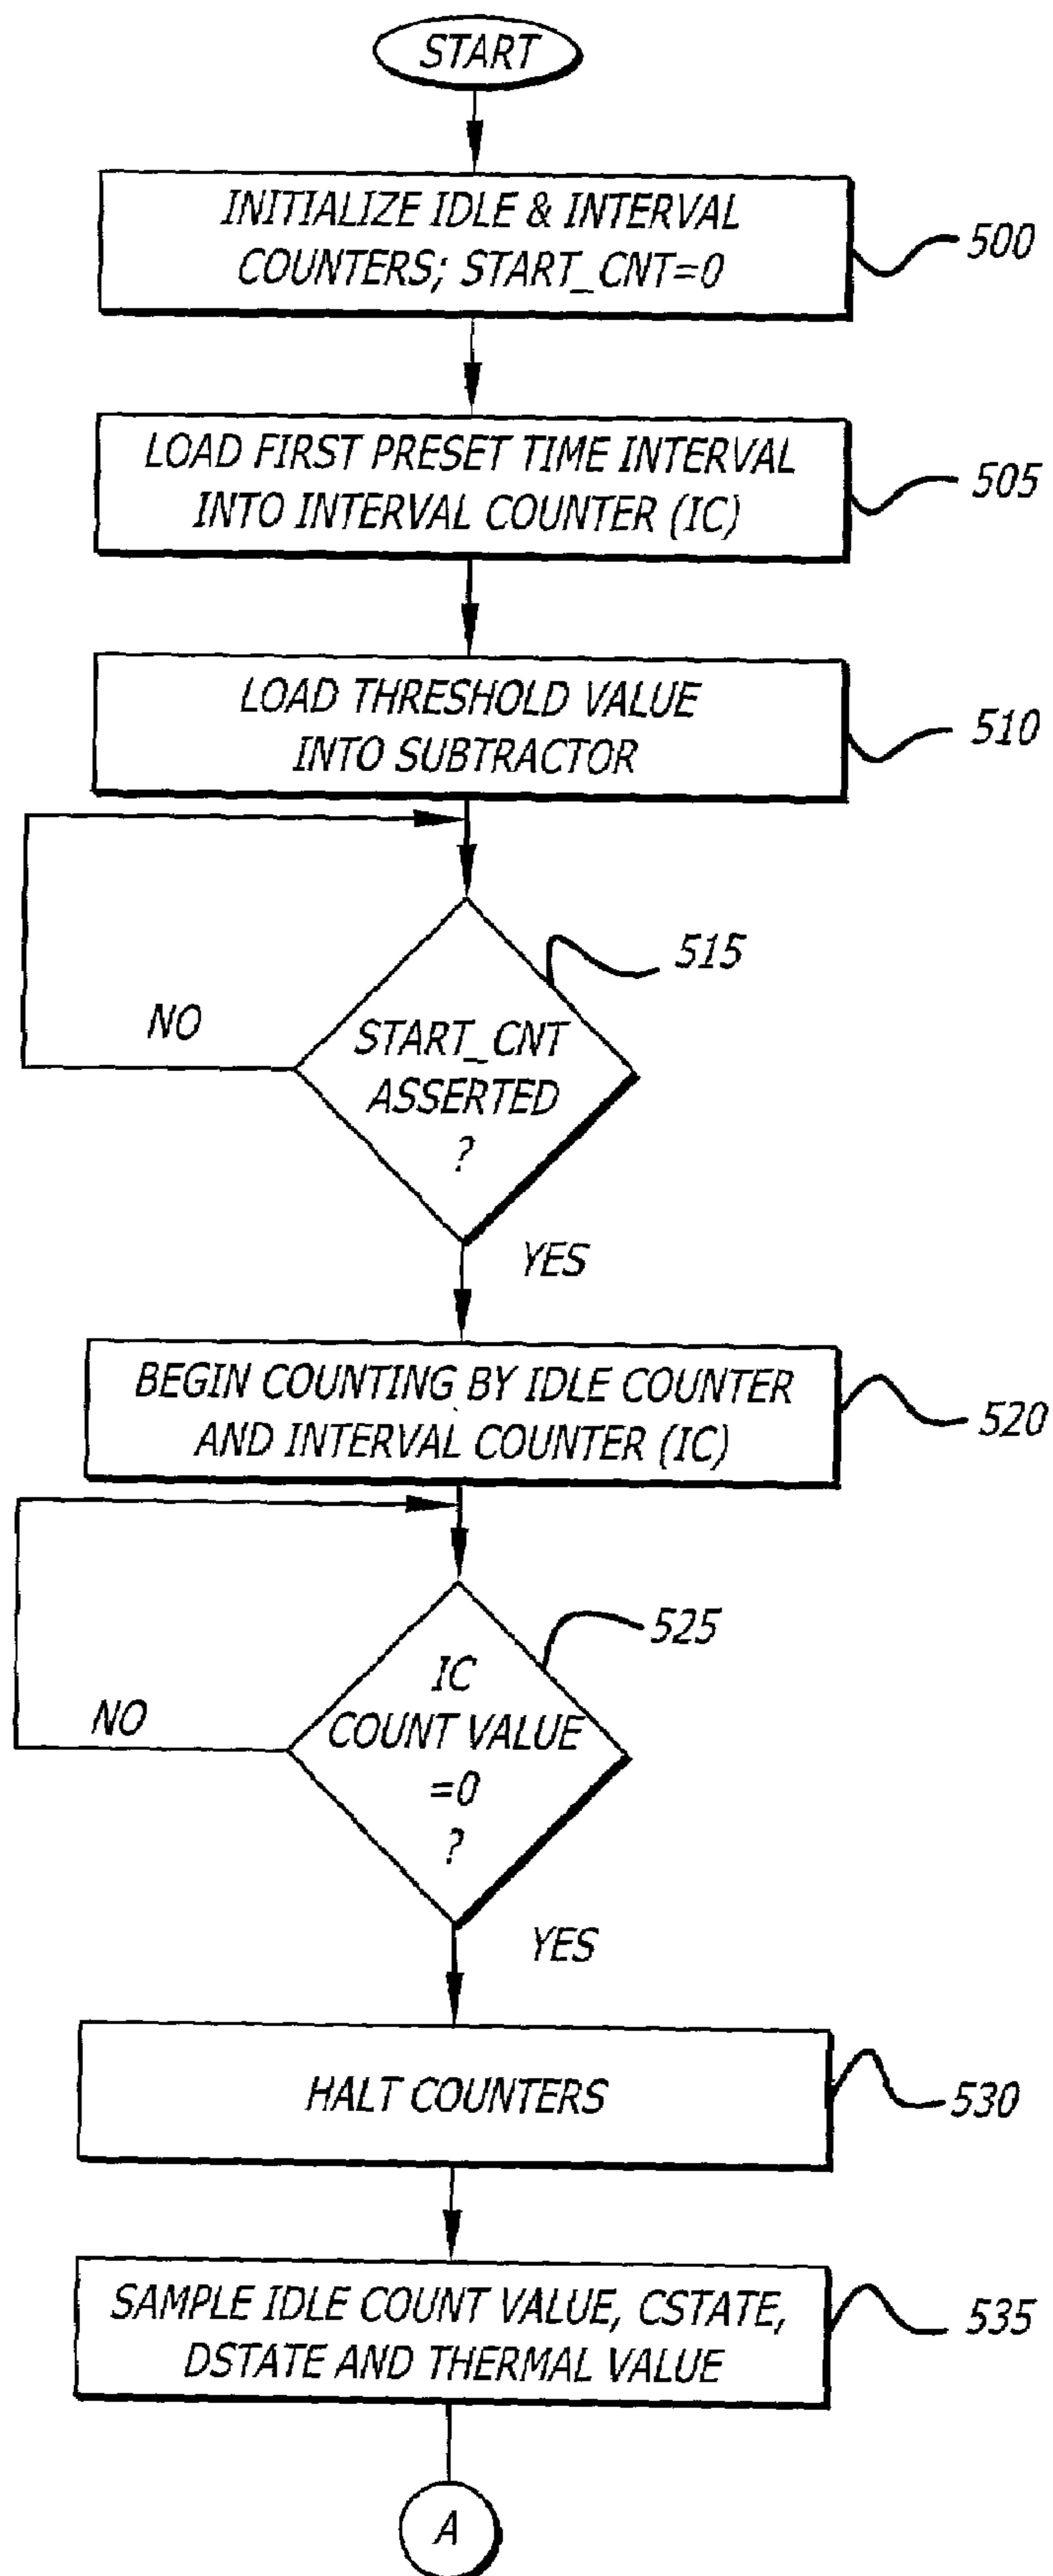 START
INITIALIZE IDLE & INTERVAL
COUNTERS; START_CNT=0
500
LOAD FIRST PRESET TIME INTERVAL
INTO INTERVAL COUNTER (IC)
505
LOAD THRESHOLD VALUE
INTO SUBTRACTOR
510
515
NO
START_CNT
ASSERTED
?
YES
BEGIN COUNTING BY IDLE COUNTER
AND INTERVAL COUNTER (IC)
520
525
IC
NO
COUNT VALUE
=0
?
YES
HALT COUNTERS
530
SAMPLE IDLE COUNT VALUE, CSTATE,
DSTATE AND THERMAL VALUE
535
A